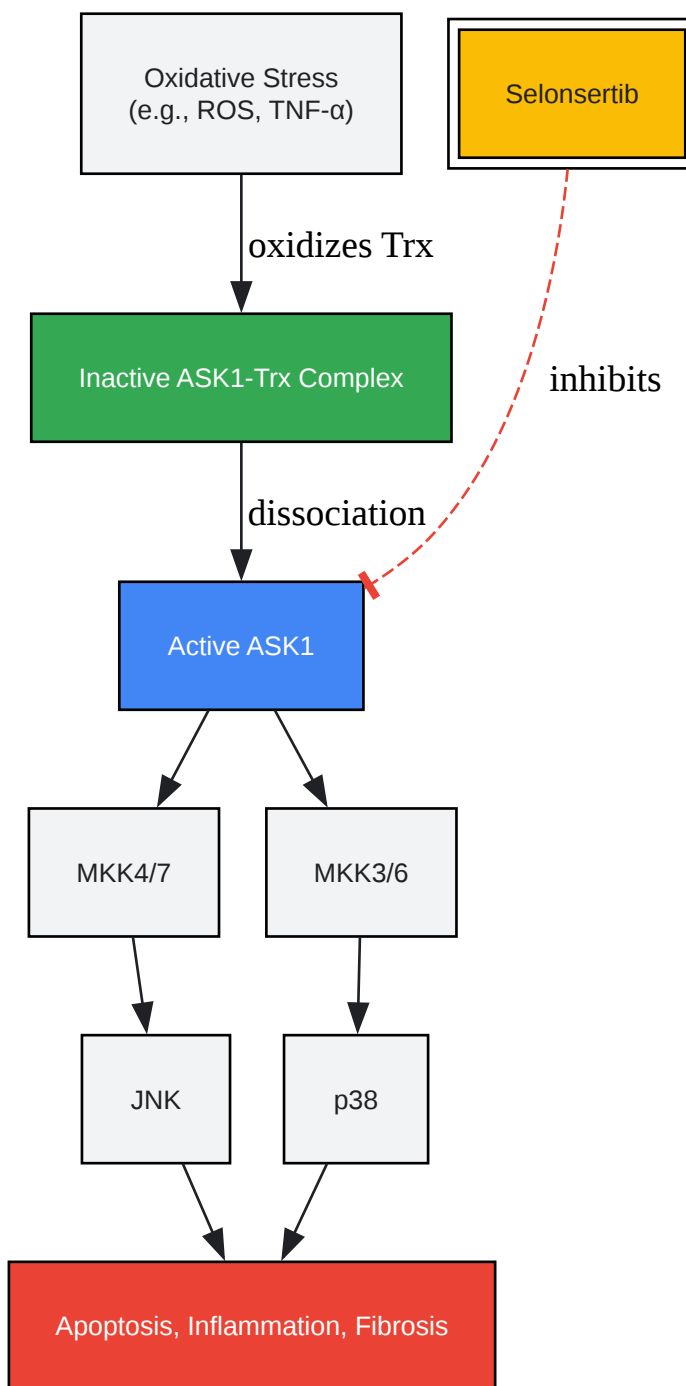 Oxidative Stress
(e.g., ROS, TNF-α)
Selonsertib
oxidizes Trx
inhibits
Inactive ASK1-Trx Complex
dissociation
Active ASK1
MKK4/7
MKK3/6
JNK
p38
Apoptosis, Inflammation, Fibrosis